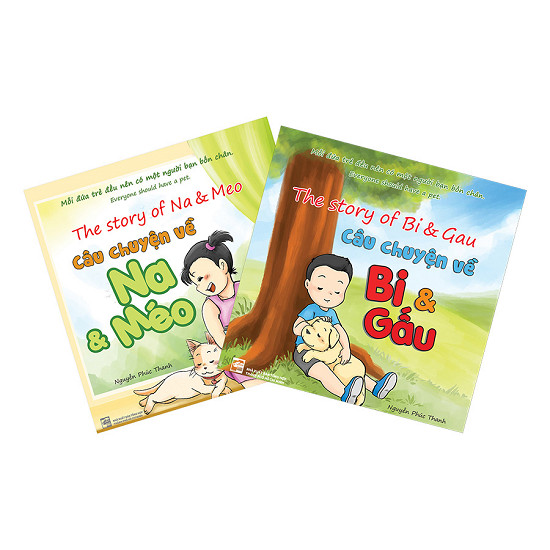 Mỗi đứa trẻ đều nên có một người bạn bốn chân.
Everyone should have a pet.
The story of Na & Meo
Câu chuyện về
Na
& Méo
Nguyễn Phúc Thanh
Mỗi đứa trẻ đều nên có một người bạn bốn chân.
Everyone should have a pet.
The story of Bi & Gau
Câu chuyện về
Bi &
Gấu
Nguyễn Phúc Thanh